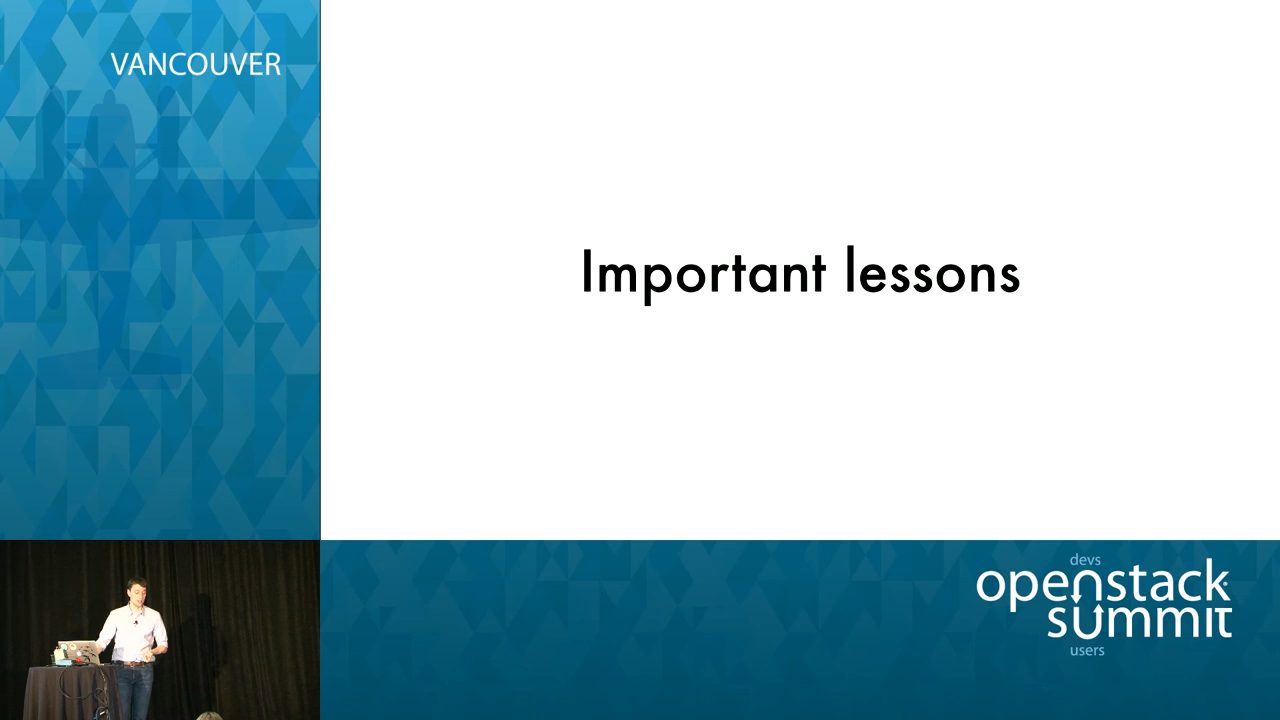 VANCOUVER
Important lessons
devs
openstack
summit
users